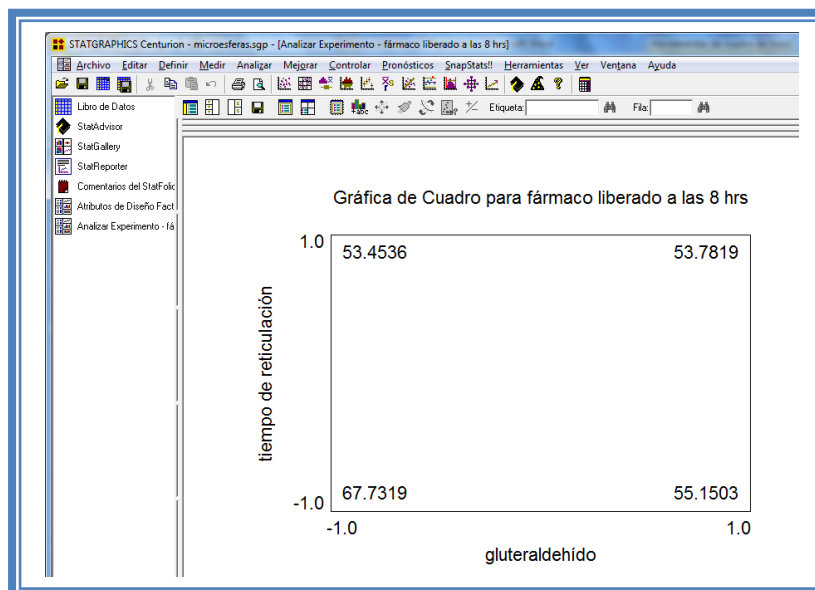 STATGRAPHICS Centurion - microesferas.sgp - [Analizar Experimento - fármaco liberado a las 8 hrs]
Archivo Editar Definir Medir Analizar Mejorar Controlar Pronósticos SnapStats!! Herramientas Ver Ventana Ayuda
Etiqueta: Fila:
Libro de Datos
StatAdvisor
StatGallery
StatReporter
Comentarios del StatFolio
Atributos de Diseño Fact
Analizar Experimento - fá
Gráfica de Cuadro para fármaco liberado a las 8 hrs
1.0
53.4536 53.7819
tiempo de reticulación
67.7319 55.1503
-1.0
-1.0 1.0
gluteraldehído